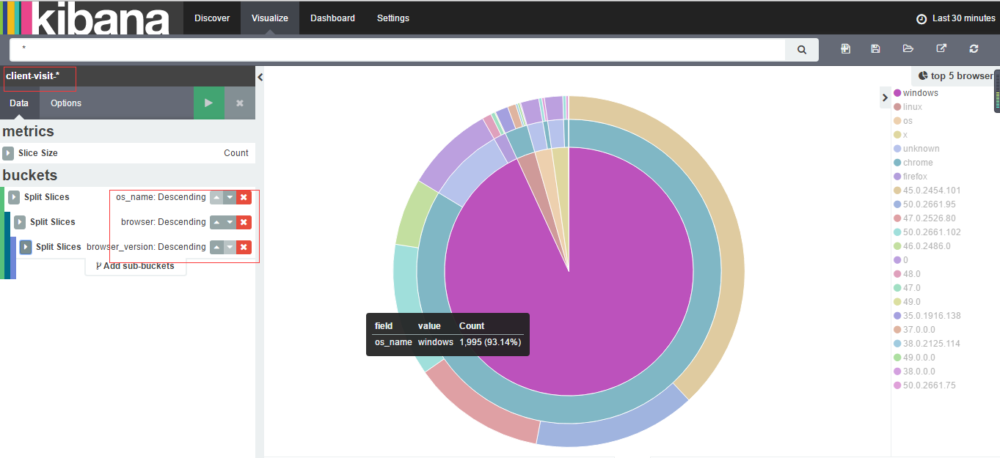 kibana
Discover Visualize Dashboard Settings Last 30 minutes
*
client-visit-*
top 5 browser
Data Options
metrics
Slice Size Count
buckets
Split Slices os_name: Descending
Split Slices browser: Descending
Split Slices browser_version: Descending
Add sub-buckets
field value Count
os_name windows 1,995 (93.14%)
windows
linux
os
x
unknown
chrome
firefox
45.0.2454.101
50.0.2661.95
47.0.2526.80
50.0.2661.102
46.0.2486.0
0
48.0
47.0
49.0
35.0.1916.138
37.0.0.0
38.0.2125.114
49.0.0.0
38.0.0.0
50.0.2661.75